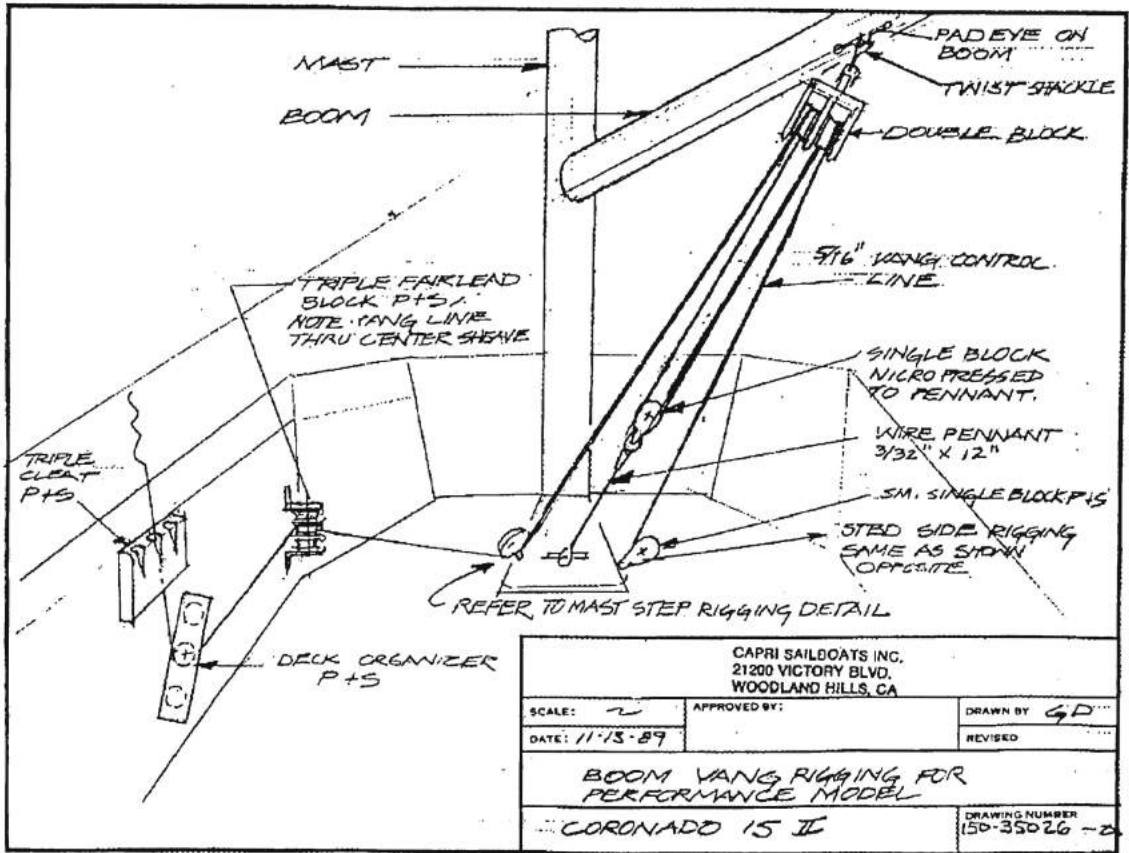 MAST
BOOM
PAD EYE ON
BOOM
TWIST SHACKLE
DOUBLE BLOCK
5/16" VANG CONTROL
LINE
TRIPLE FAIRLEAD
BLOCK P+S
NOTE VANG LINE
THRU CENTER SHEAVE
SINGLE BLOCK
NICROPRESSED
TO PENNANT.
WIRE PENNANT
3/32" X 12"
TRIPLE
CLEAT
P+S
SM. SINGLE BLOCK P+S
STBD SIDE RIGGING
SAME AS SHOWN
OPPOSITE
REFER TO MAST STEP RIGGING DETAIL
DECK ORGANIZER
P+S
CAPRI SAILBOATS INC.
21200 VICTORY BLVD.
WOODLAND HILLS, CA
SCALE: ~
APPROVED BY:
DRAWN BY GD
DATE: 11-13-89
REVISED
BOOM VANG RIGGING FOR
PERFORMANCE MODEL
CORONADO 15 II
DRAWING NUMBER
150-35026